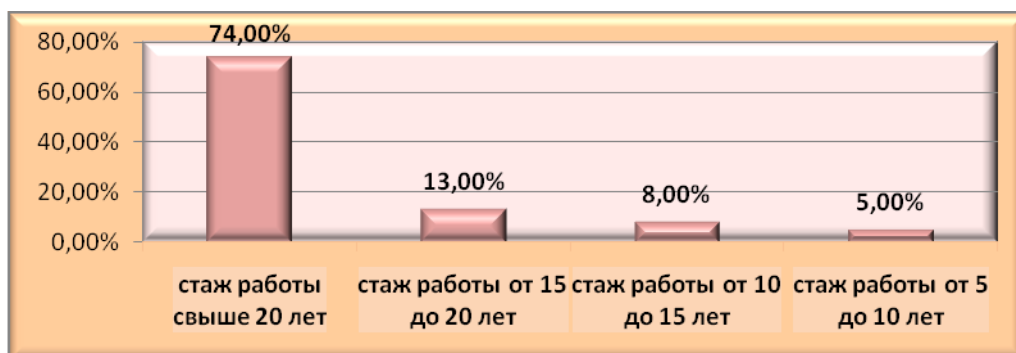 80,00%
60,00%
40,00%
20,00%
0,00%
74,00%
13,00%
8,00%
5,00%
стаж работы
свыше 20 лет
стаж работы от 15
до 20 лет
стаж работы от 10
до 15 лет
стаж работы от 5
до 10 лет